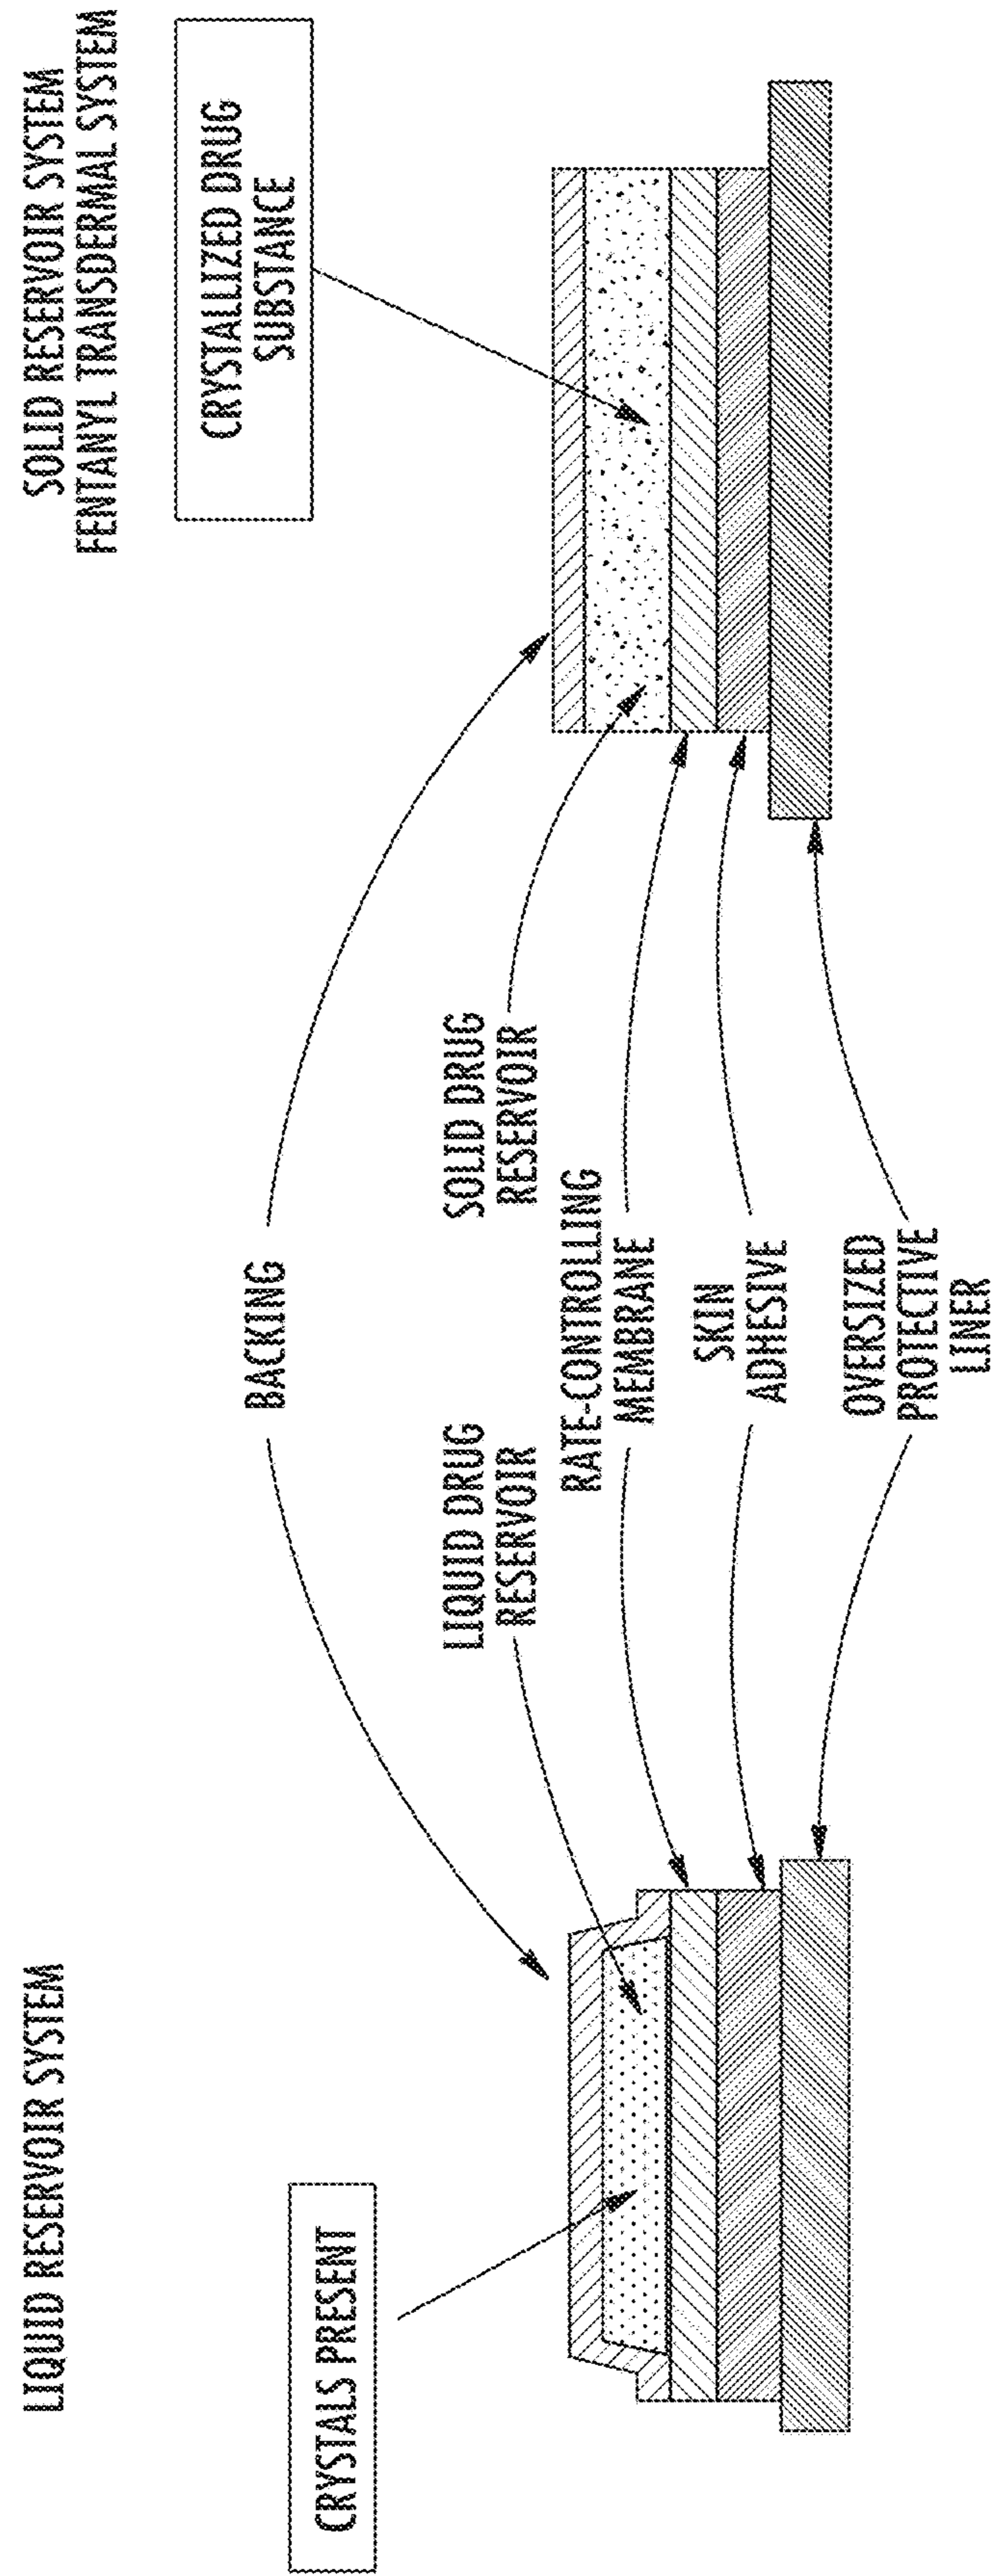 LIQUID RESERVOIR SYSTEM
SOLID RESERVOIR SYSTEM
FENTANYL TRANSDERMAL SYSTEM
CRYSTALS PRESENT
CRYSTALLIZED DRUG
SUBSTANCE
BACKING
LIQUID DRUG
RESERVOIR
SOLID DRUG
RESERVOIR
RATE-CONTROLLING
MEMBRANE
SKIN
ADHESIVE
OVERSIZED
PROTECTIVE
LINER